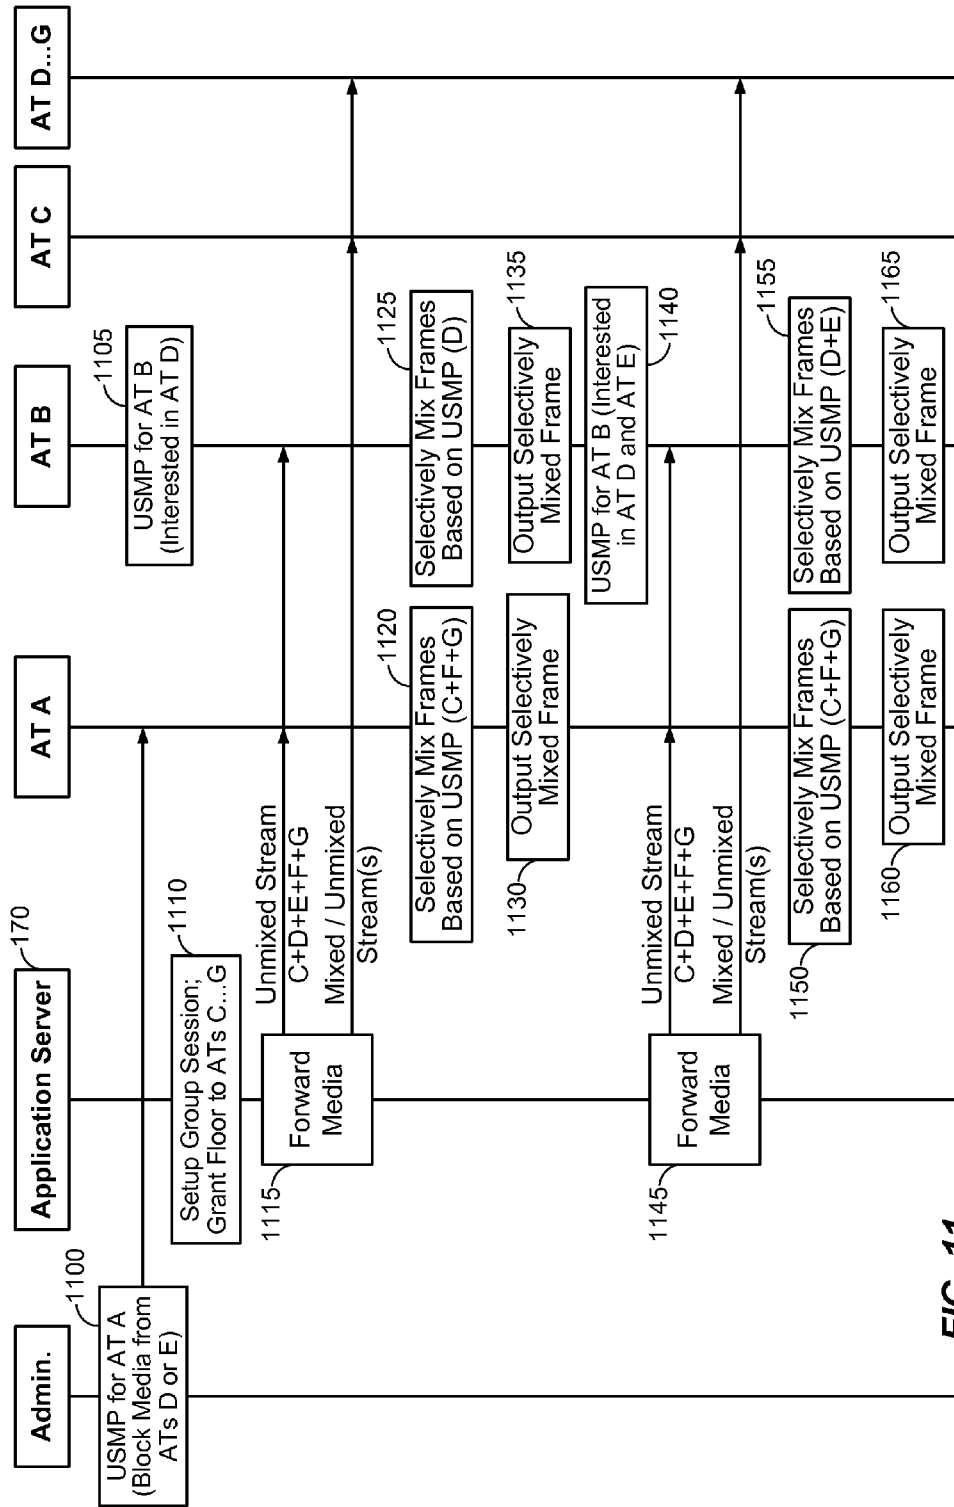 Admin.
Application Server
170
AT A
AT B
AT C
AT D...G
1100
USMP for AT A
(Block Media from
ATs D or E)
1105
USMP for AT B
(Interested in AT D)
1110
Setup Group Session;
Grant Floor to ATs C...G
1115
Forward
Media
Unmixed Stream
C+D+E+F+G
Mixed / Unmixed
Stream(s)
1120
Selectively Mix Frames
Based on USMP (C+F+G)
1125
Selectively Mix Frames
Based on USMP (D)
1130
Output Selectively
Mixed Frame
1135
Output Selectively
Mixed Frame
1140
USMP for AT B (Interested
in AT D and AT E)
1145
Forward
Media
Unmixed Stream
C+D+E+F+G
Mixed / Unmixed
Stream(s)
1150
Selectively Mix Frames
Based on USMP (C+F+G)
1155
Selectively Mix Frames
Based on USMP (D+E)
1160
Output Selectively
Mixed Frame
1165
Output Selectively
Mixed Frame
FIG. 11